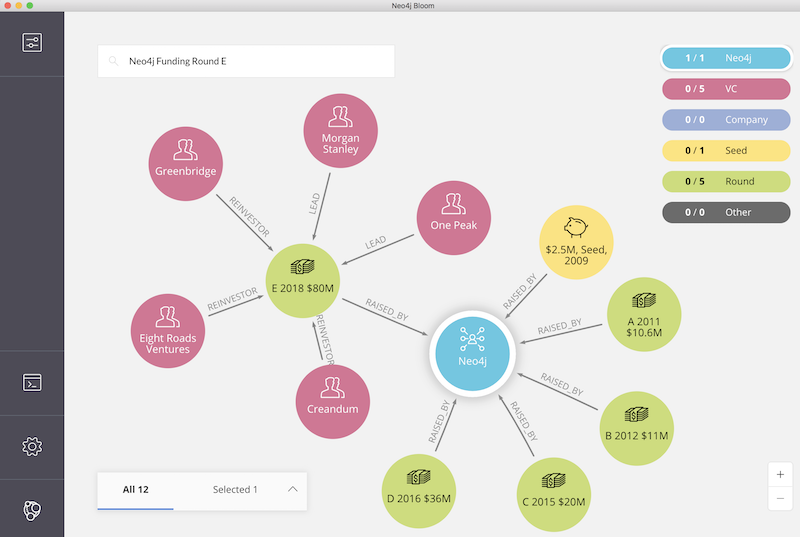 Neo4j Bloom
Neo4j Funding Round E
1 / 1 Neo4j
0 / 5 VC
0 / 0 Company
0 / 1 Seed
0 / 5 Round
0 / 0 Other
Morgan
Stanley
Greenbridge
One Peak
REINVESTOR
LEAD
LEAD
$2.5M, Seed,
2009
E 2018 $80M
REINVESTOR
RAISED_BY
RAISED_BY
A 2011
$10.6M
RAISED_BY
Eight Roads
Ventures
REINVESTOR
Neo4j
Creandum
RAISED_BY
B 2012 $11M
RAISED_BY
RAISED_BY
D 2016 $36M
C 2015 $20M
All 12
Selected 1